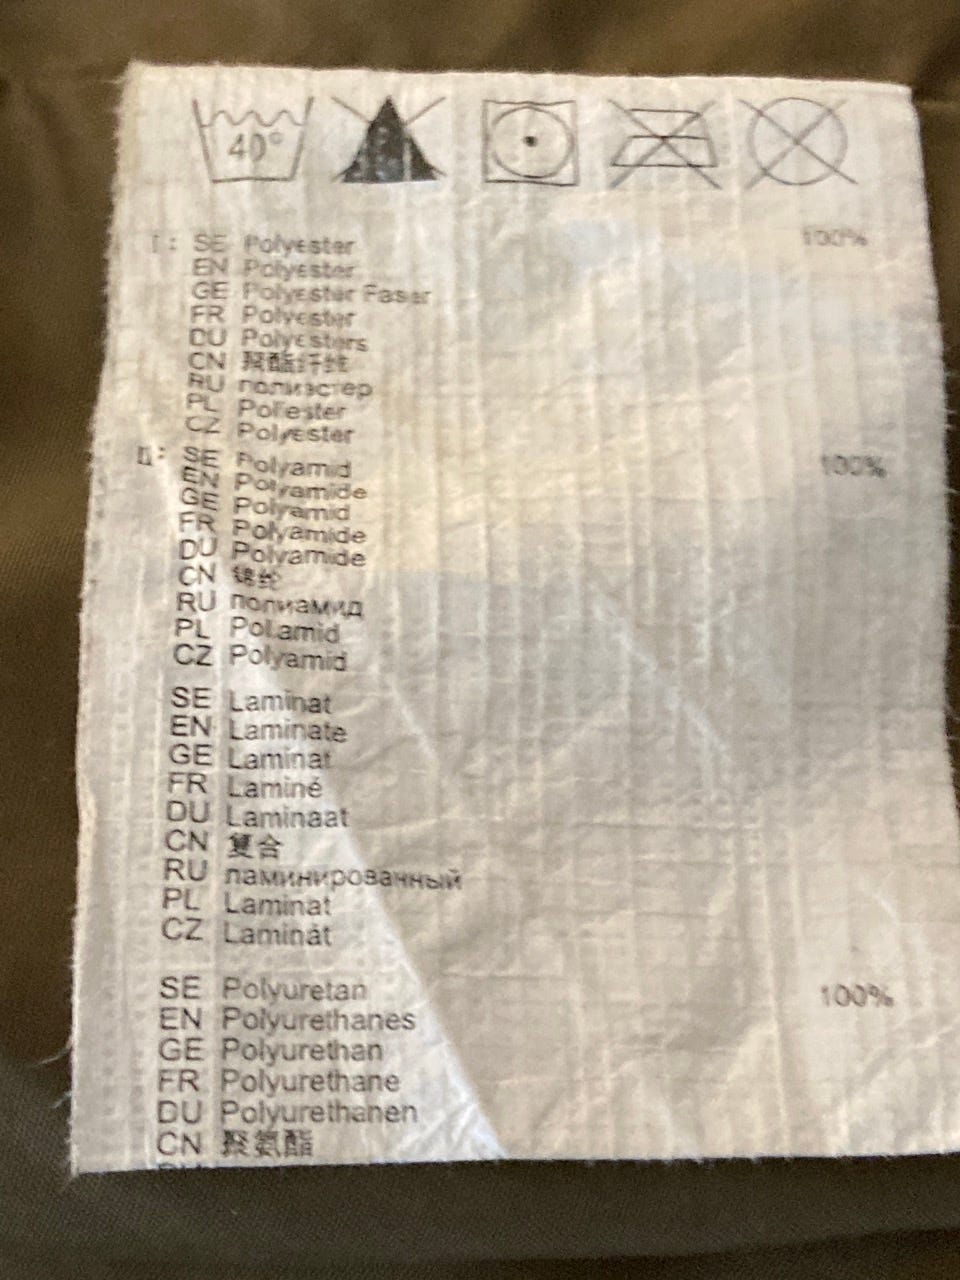 40°
I: SE Polyester 100%
EN Polyester
GE Polyester Faser
FR Polyester
DU Polyesters
CN 聚酯纤维
RU полиэстер
PL Poliester
CZ Polyester
II: SE Polyamid 100%
EN Polyamide
GE Polyamid
FR Polyamide
DU Polyamide
CN 锦纶
RU полиамид
PL Poliamid
CZ Polyamid
SE Laminat
EN Laminate
GE Laminat
FR Laminé
DU Laminaat
CN 复合
RU ламинированный
PL Laminat
CZ Laminát
SE Polyuretan 100%
EN Polyurethanes
GE Polyurethan
FR Polyurethane
DU Polyurethanen
CN 聚氨酯